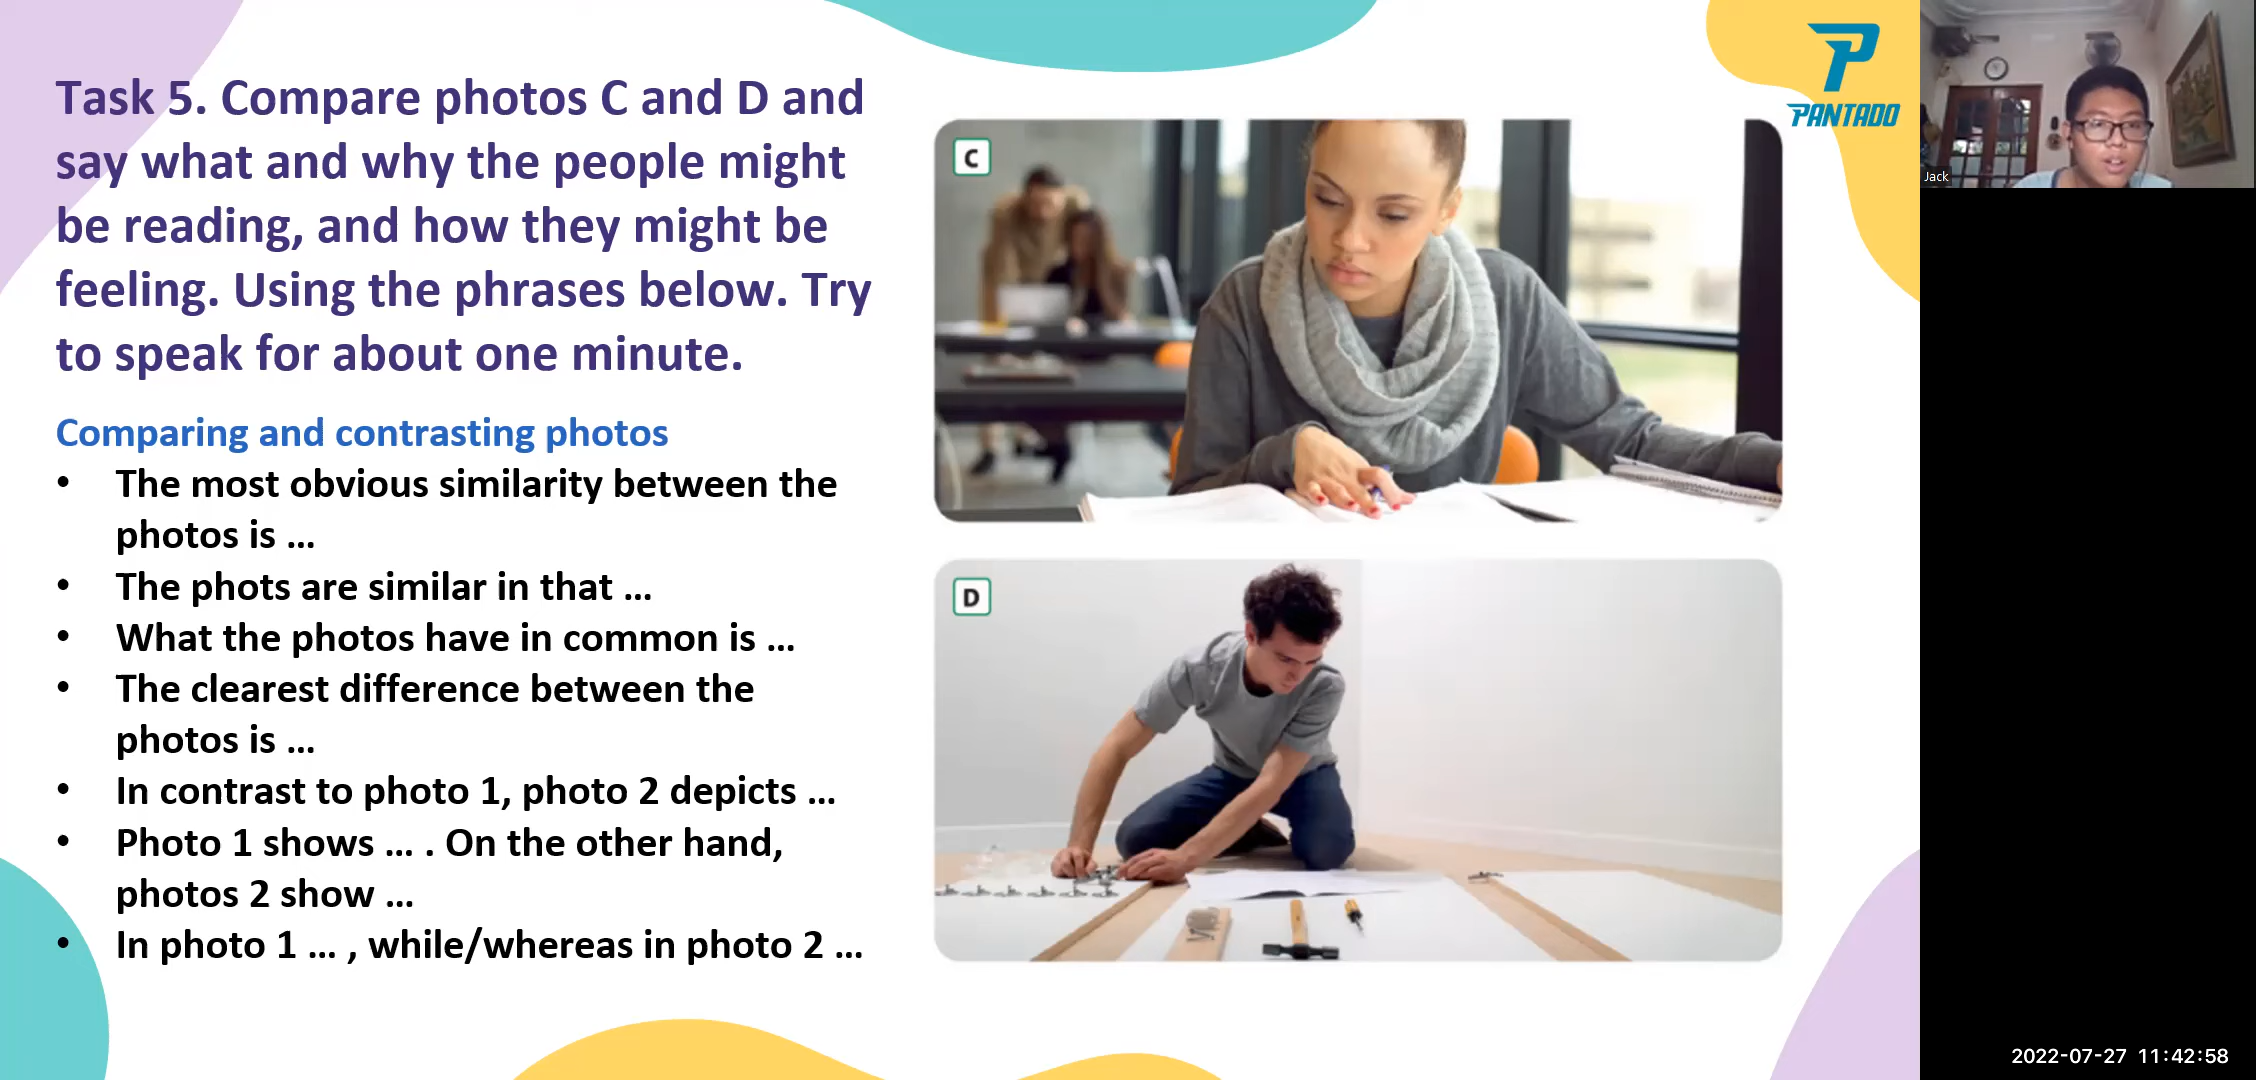 Task 5. Compare photos C and D and
say what and why the people might
be reading, and how they might be
feeling. Using the phrases below. Try
to speak for about one minute.
Comparing and contrasting photos
• The most obvious similarity between the
photos is ...
• The phots are similar in that ...
• What the photos have in common is ...
• The clearest difference between the
photos is ...
• In contrast to photo 1, photo 2 depicts ...
• Photo 1 shows ... . On the other hand,
photos 2 show ...
• In photo 1 ... , while/whereas in photo 2 ...
C
D
PANTADO
Jack
2022-07-27 11:42:58